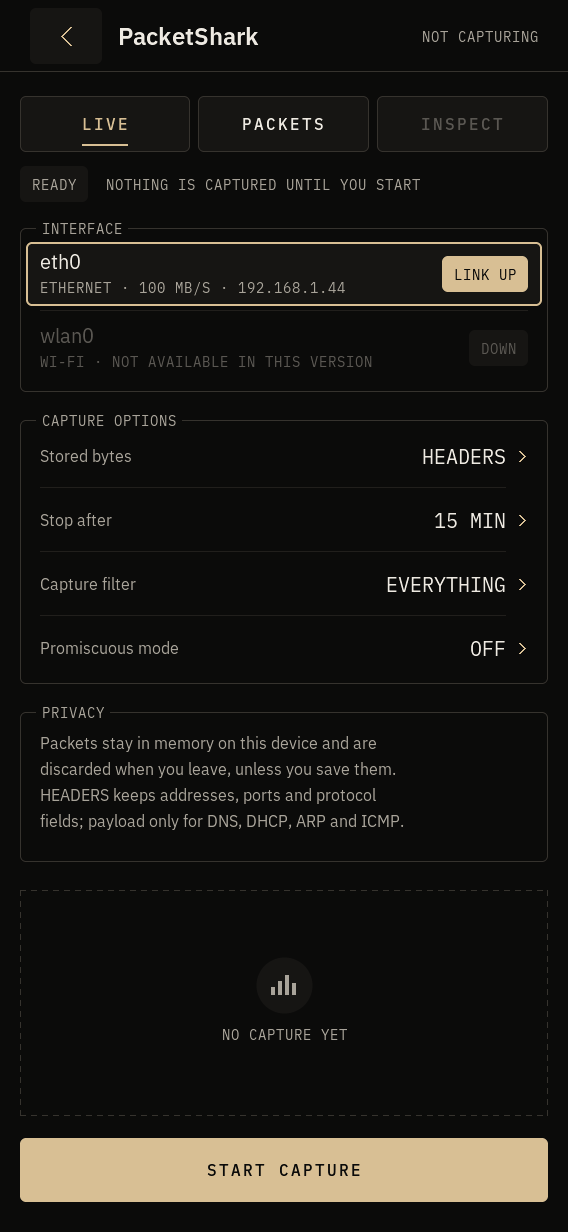 PacketShark
NOT CAPTURING
LIVE
PACKETS
INSPECT
READY
NOTHING IS CAPTURED UNTIL YOU START
INTERFACE
eth0
ETHERNET · 100 MB/S · 192.168.1.44
LINK UP
wlan0
WI-FI · NOT AVAILABLE IN THIS VERSION
DOWN
CAPTURE OPTIONS
Stored bytes
HEADERS
Stop after
15 MIN
Capture filter
EVERYTHING
Promiscuous mode
OFF
PRIVACY
Packets stay in memory on this device and are
discarded when you leave, unless you save them.
HEADERS keeps addresses, ports and protocol
fields; payload only for DNS, DHCP, ARP and ICMP.
NO CAPTURE YET
START CAPTURE